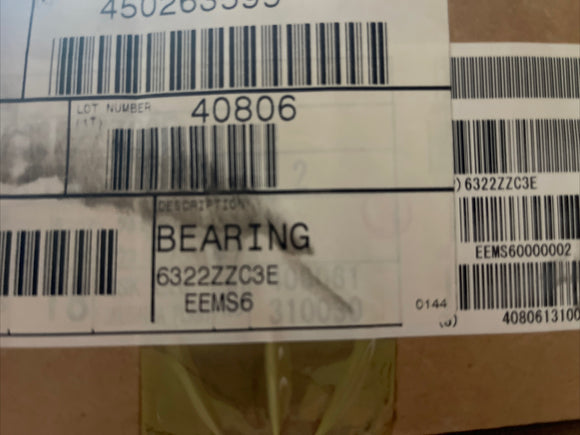 LOT NUMBER
(1T)
40806
DESCRIPTION
BEARING
6322ZZC3E
EEMS6
0144
)6322ZZC3E
EEMS60000002
4080613100